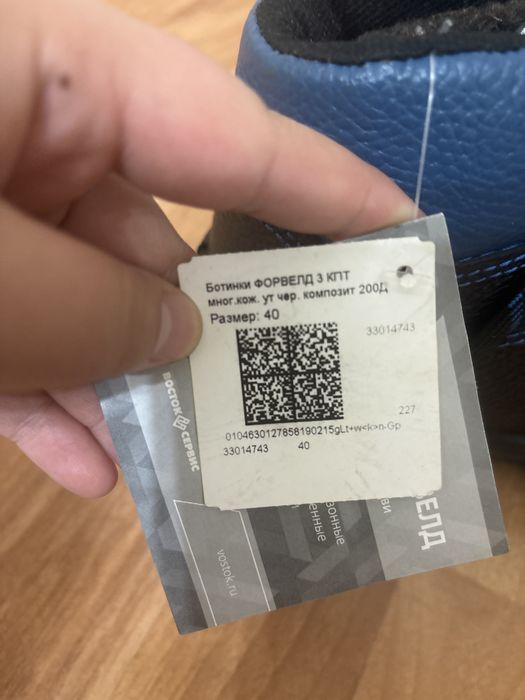 Ботинки ФОРВЕЛД 3 КПТ
мног.кож. ут чер. композит 200Д
Размер: 40
33014743
227
0104630127858190215gLt+w<k>n-Gp
33014743 40
ВОСТОК СЕРВИС
vostok.ru